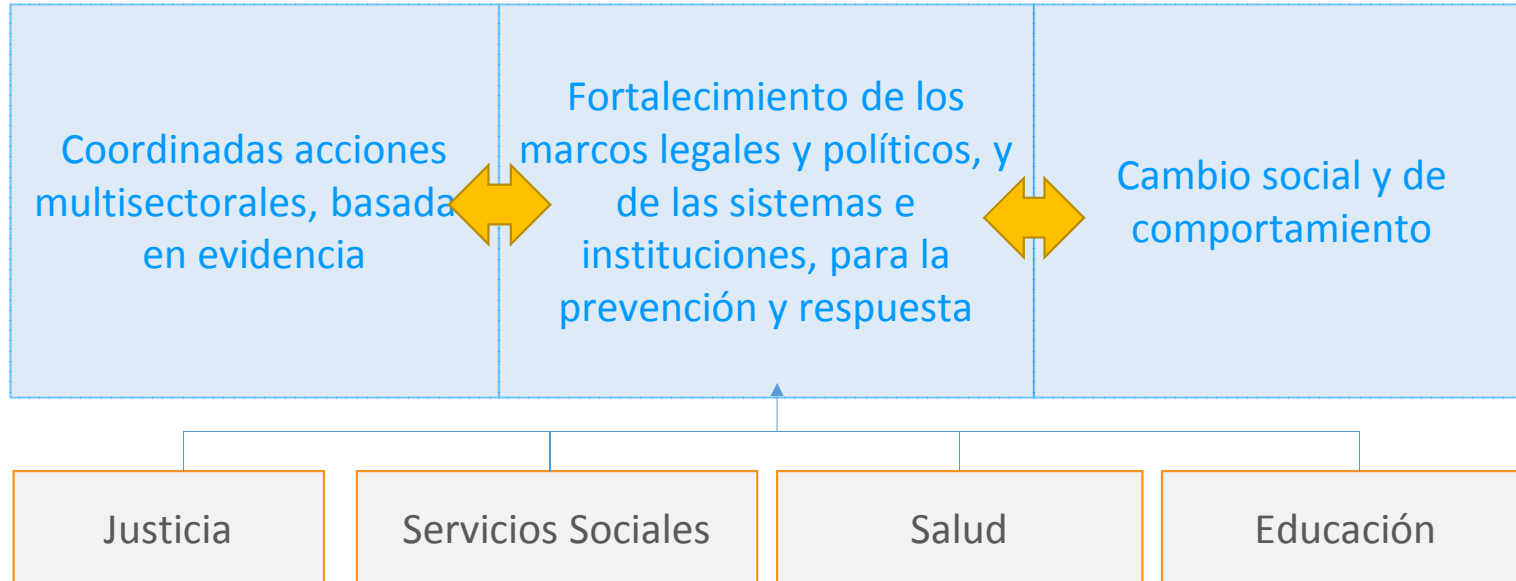 Coordinadas acciones
multisectorales, basada
en evidencia
Fortalecimiento de los
marcos legales y políticos, y
de las sistemas e
instituciones, para la
prevención y respuesta
Cambio social y de
comportamiento
Justicia
Servicios Sociales
Salud
Educación